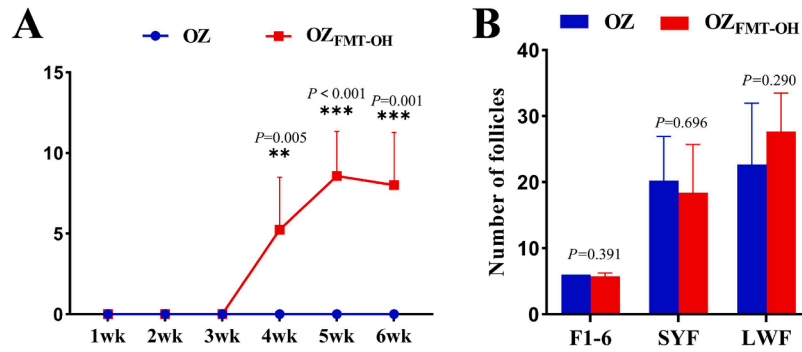 A
OZ
OZFMT-OH
15
10
5
0
P=0.005
**
P < 0.001
***
P=0.001
***
1wk 2wk 3wk 4wk 5wk 6wk
B
OZ
OZFMT-OH
Number of follicles
40
30
20
10
0
P=0.391
P=0.696
P=0.290
F1-6 SYF LWF